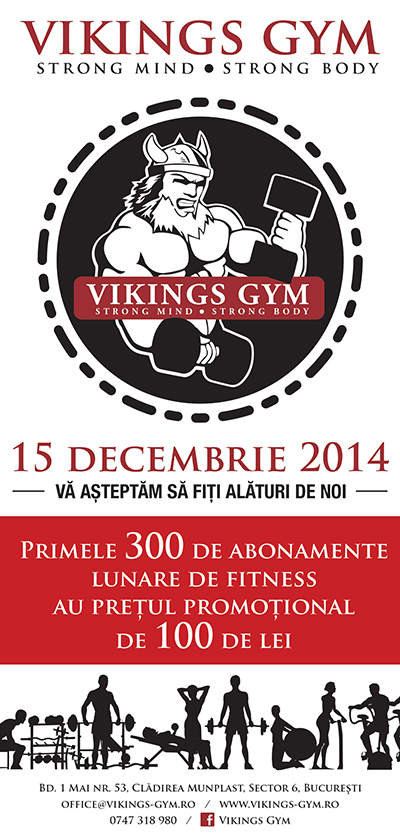 VIKINGS GYM
STRONG MIND • STRONG BODY
VIKINGS GYM
STRONG MIND • STRONG BODY
15 DECEMBRIE 2014
VĂ AȘTEPTĂM SĂ FIȚI ALĂTURI DE NOI
PRIMELE 300 DE ABONAMENTE
LUNARE DE FITNESS
AU PREȚUL PROMOȚIONAL
DE 100 DE LEI
BD. 1 MAI NR. 53, CLĂDIREA MUNPLAST, SECTOR 6, BUCUREȘTI
OFFICE@VIKINGS-GYM.RO / WWW.VIKINGS-GYM.RO
0747 318 980 / f VIKINGS GYM